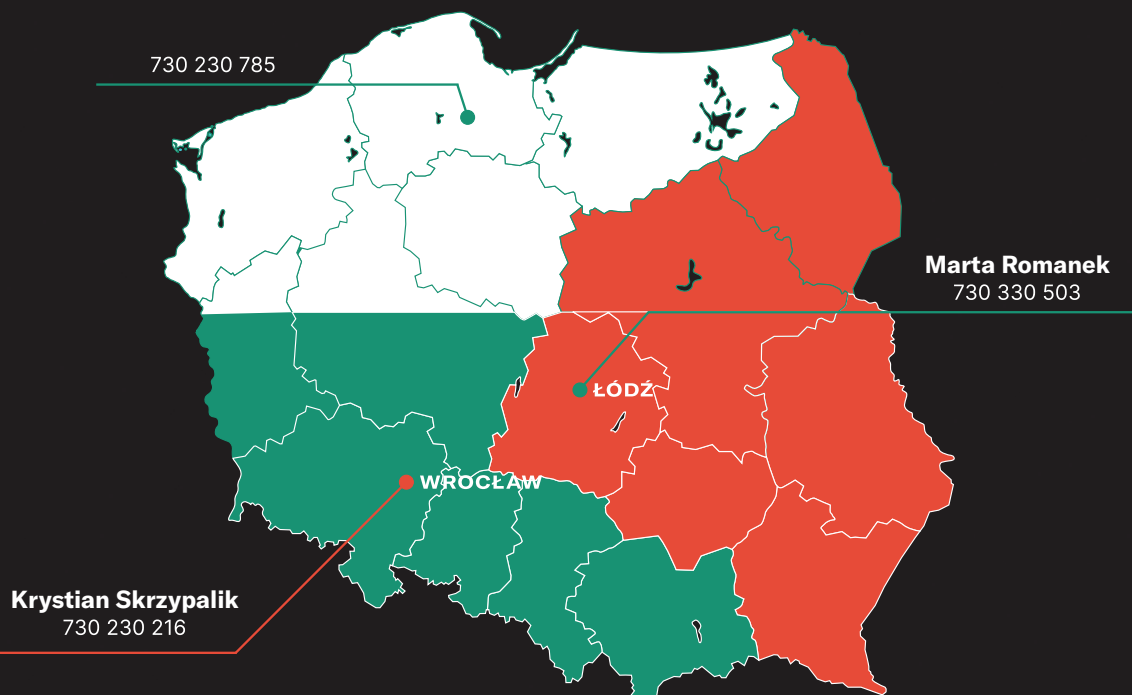 730 230 785
Marta Romanek
730 330 503
ŁÓDŹ
WROCŁAW
Krystian Skrzypalik
730 230 216